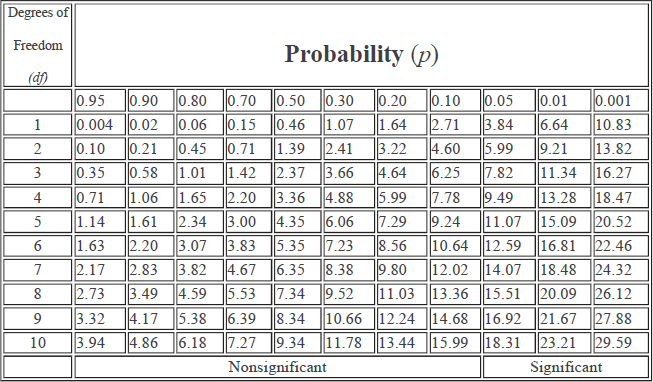 Degrees of
Freedom
(df)
Probability (p)
0.95 0.90 0.80 0.70 0.50 0.30 0.20 0.10 0.05 0.01 0.001
1 0.004 0.02 0.06 0.15 0.46 1.07 1.64 2.71 3.84 6.64 10.83
2 0.10 0.21 0.45 0.71 1.39 2.41 3.22 4.60 5.99 9.21 13.82
3 0.35 0.58 1.01 1.42 2.37 3.66 4.64 6.25 7.82 11.34 16.27
4 0.71 1.06 1.65 2.20 3.36 4.88 5.99 7.78 9.49 13.28 18.47
5 1.14 1.61 2.34 3.00 4.35 6.06 7.29 9.24 11.07 15.09 20.52
6 1.63 2.20 3.07 3.83 5.35 7.23 8.56 10.64 12.59 16.81 22.46
7 2.17 2.83 3.82 4.67 6.35 8.38 9.80 12.02 14.07 18.48 24.32
8 2.73 3.49 4.59 5.53 7.34 9.52 11.03 13.36 15.51 20.09 26.12
9 3.32 4.17 5.38 6.39 8.34 10.66 12.24 14.68 16.92 21.67 27.88
10 3.94 4.86 6.18 7.27 9.34 11.78 13.44 15.99 18.31 23.21 29.59
Nonsignificant Significant